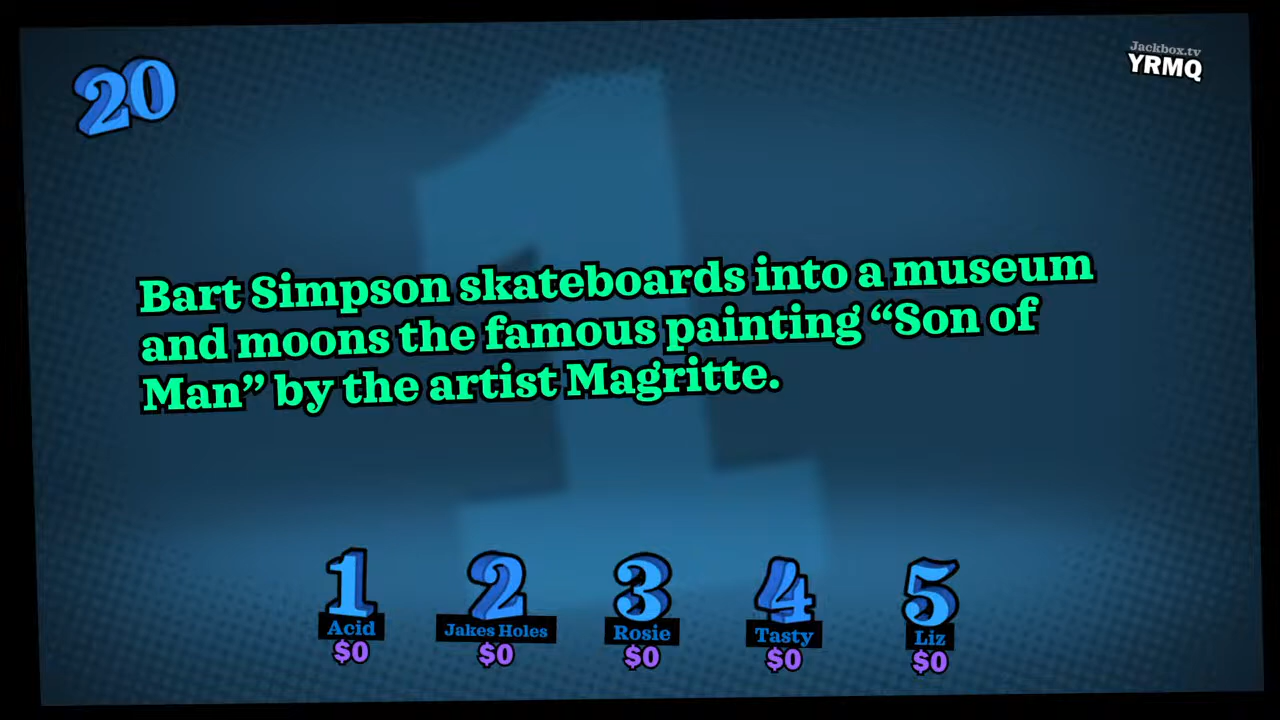 20
Jackbox.tv
YRMQ
Bart Simpson skateboards into a museum
and moons the famous painting “Son of
Man” by the artist Magritte.
1
2
3
4
5
Acid
Jakes Holes
Rosie
Tasty
Liz
$0
$0
$0
$0
$0